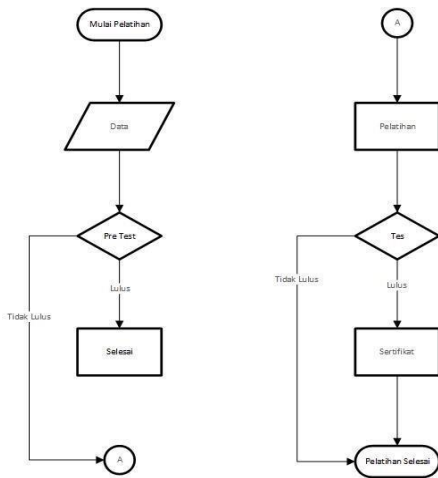 Mulai Pelatihan
Data
Pre Test
Lulus
Tidak Lulus
Selesai
A
A
Pelatihan
Tes
Tidak Lulus
Lulus
Sertifikat
Pelatihan Selesai